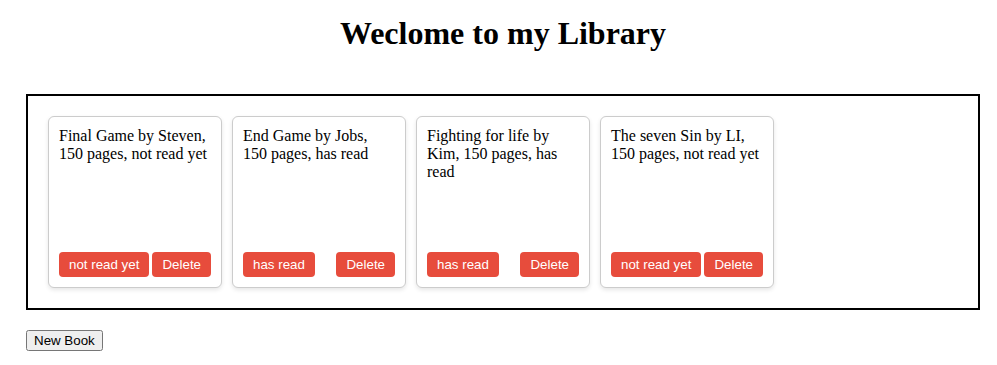 Weclome to my Library
Final Game by Steven,
150 pages, not read yet
not read yet
Delete
End Game by Jobs,
150 pages, has read
has read
Delete
Fighting for life by
Kim, 150 pages, has
read
has read
Delete
The seven Sin by LI,
150 pages, not read yet
not read yet
Delete
New Book